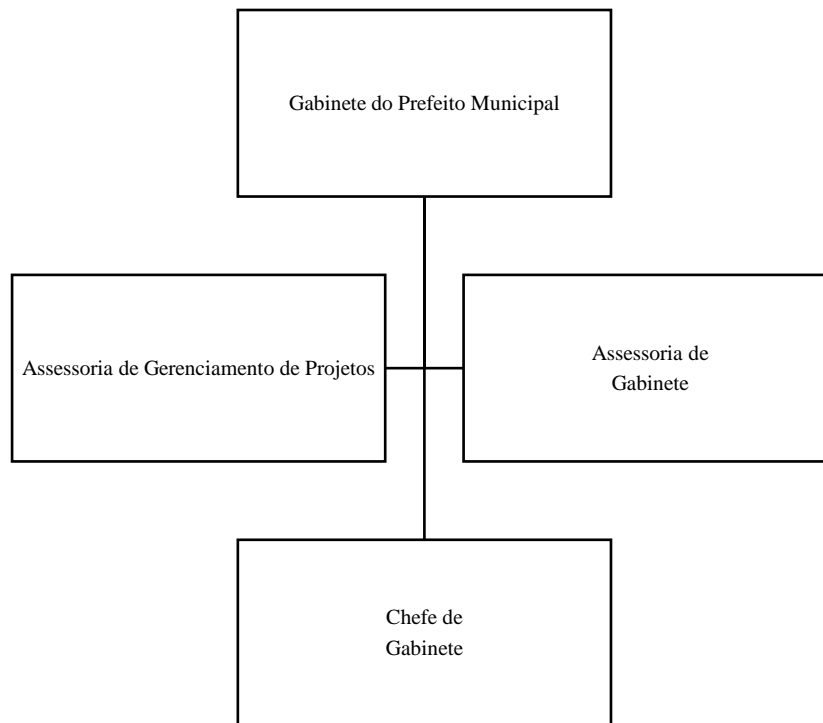 Gabinete do Prefeito Municipal
Assessoria de Gerenciamento de Projetos
Assessoria de
Gabinete
Chefe de
Gabinete